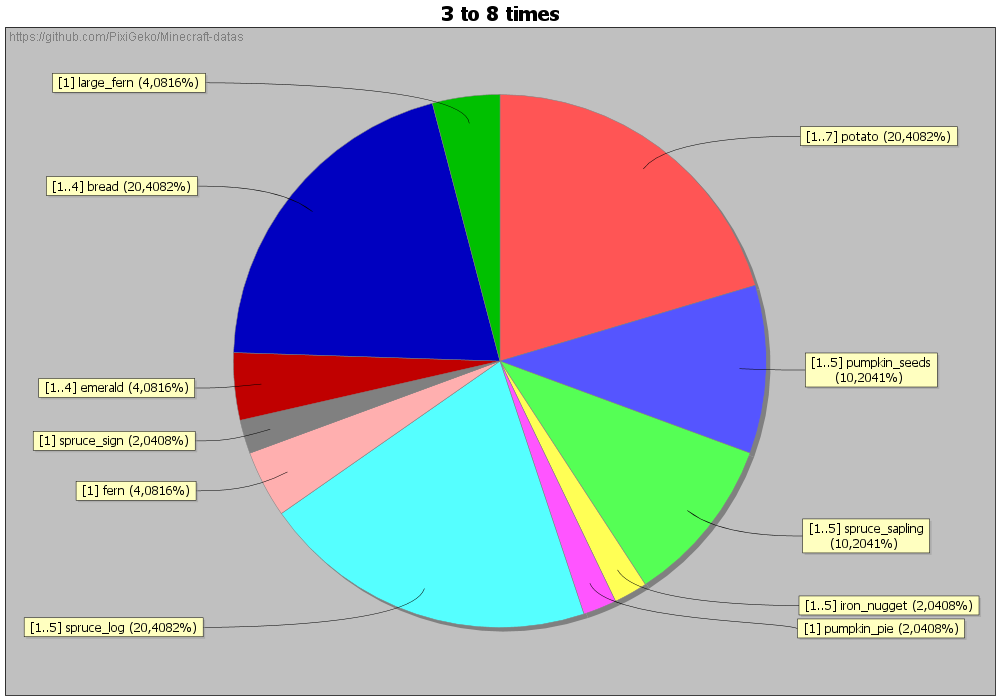 3 to 8 times
https://github.com/PixiGeko/Minecraft-datas
[1] large_fern (4,0816%)
[1..7] potato (20,4082%)
[1..4] bread (20,4082%)
[1..5] pumpkin_seeds
(10,2041%)
[1..4] emerald (4,0816%)
[1] spruce_sign (2,0408%)
[1] fern (4,0816%)
[1..5] spruce_sapling
(10,2041%)
[1..5] iron_nugget (2,0408%)
[1..5] spruce_log (20,4082%)
[1] pumpkin_pie (2,0408%)